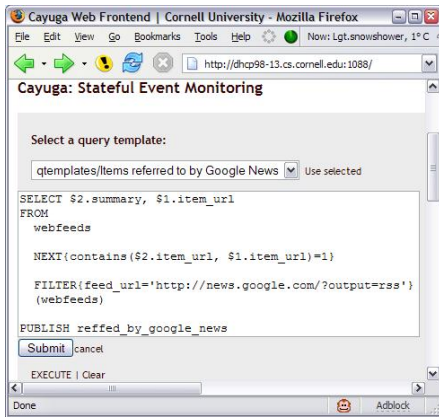 Cayuga Web Frontend | Cornell University - Mozilla Firefox
File Edit View Go Bookmarks Tools Help Now: Lgt.snowshower, 1° C
http://dhcp98-13.cs.cornell.edu:1088/
Cayuga: Stateful Event Monitoring
Select a query template:
qtemplates/Items referred to by Google News Use selected
SELECT $2.summary, $1.item_url
FROM
webfeeds
NEXT{contains($2.item_url, $1.item_url)=1}
FILTER{feed_url='http://news.google.com/?output=rss'}
(webfeeds)
PUBLISH reffed_by_google_news
Submit cancel
EXECUTE | Clear
Done Adblock